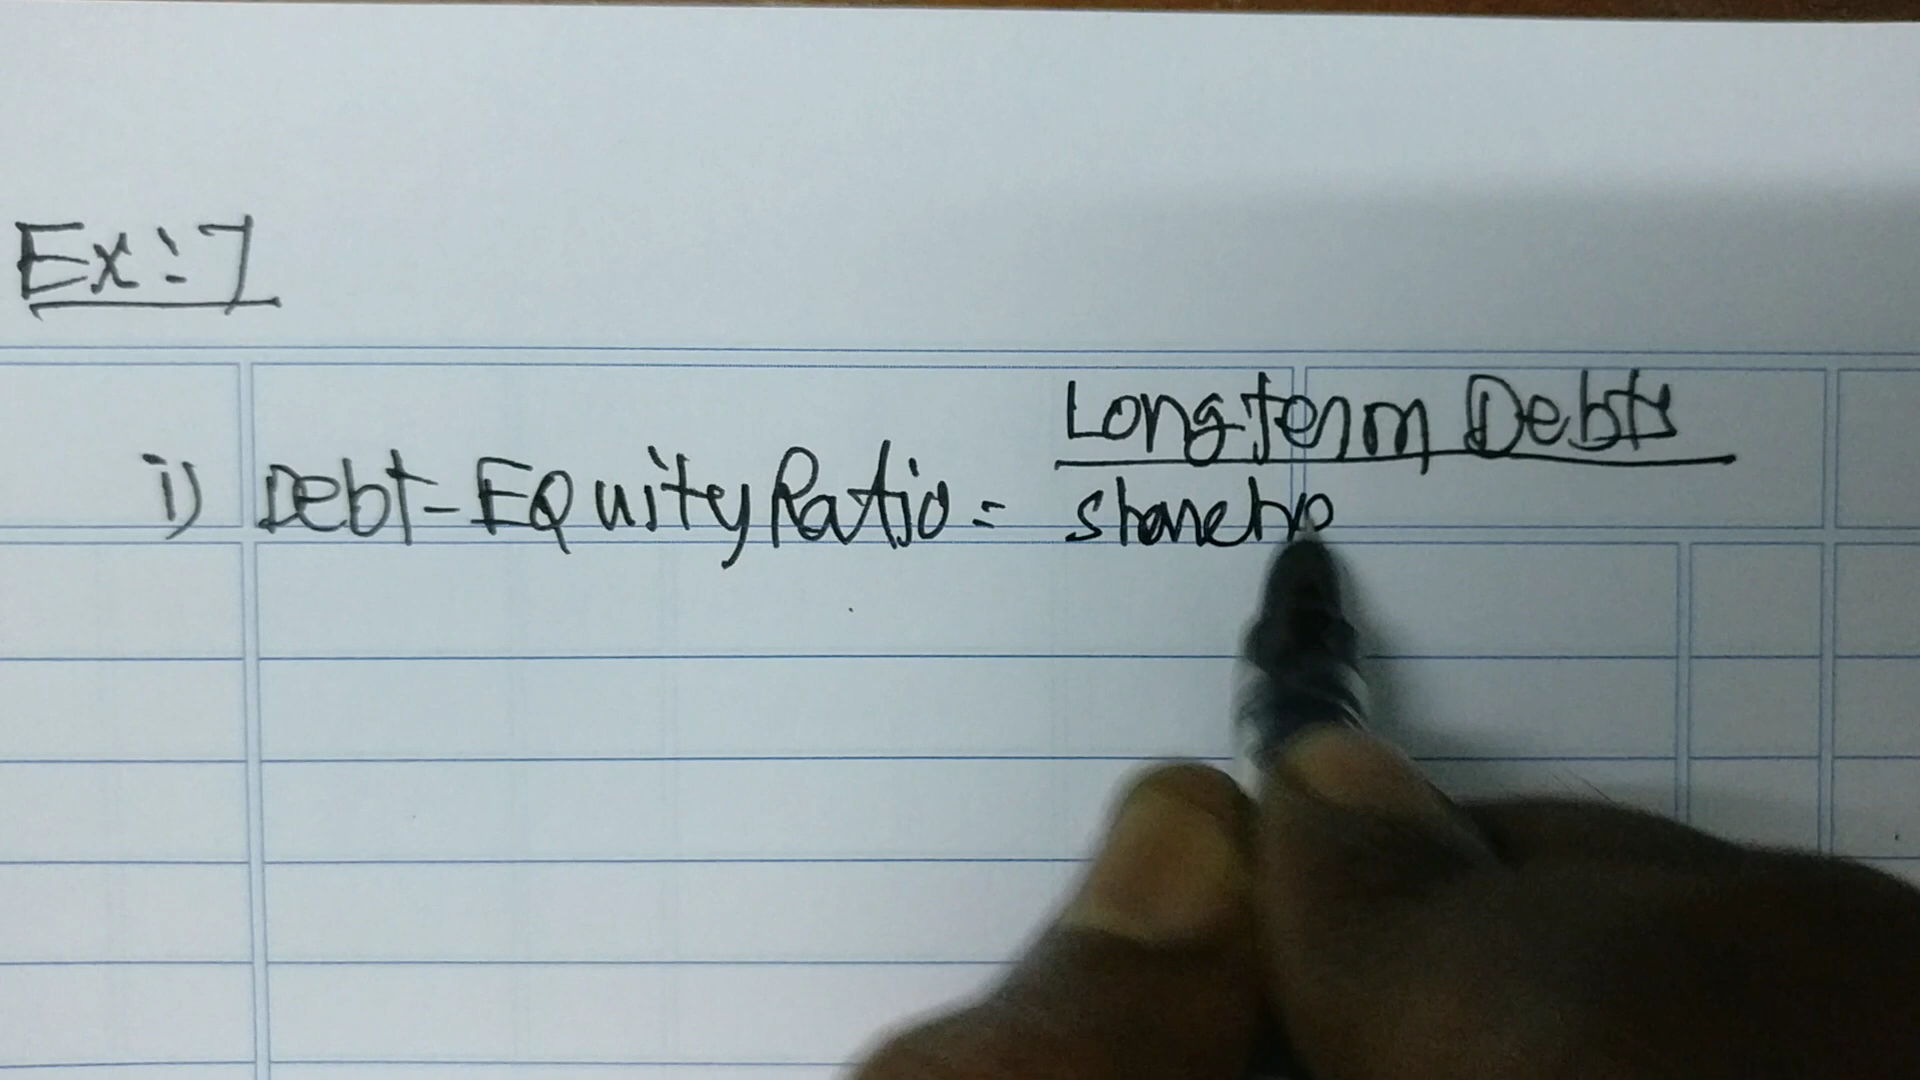 Ex:7
Long term Debts
i) Debt-Equity Ratio =
Shareho